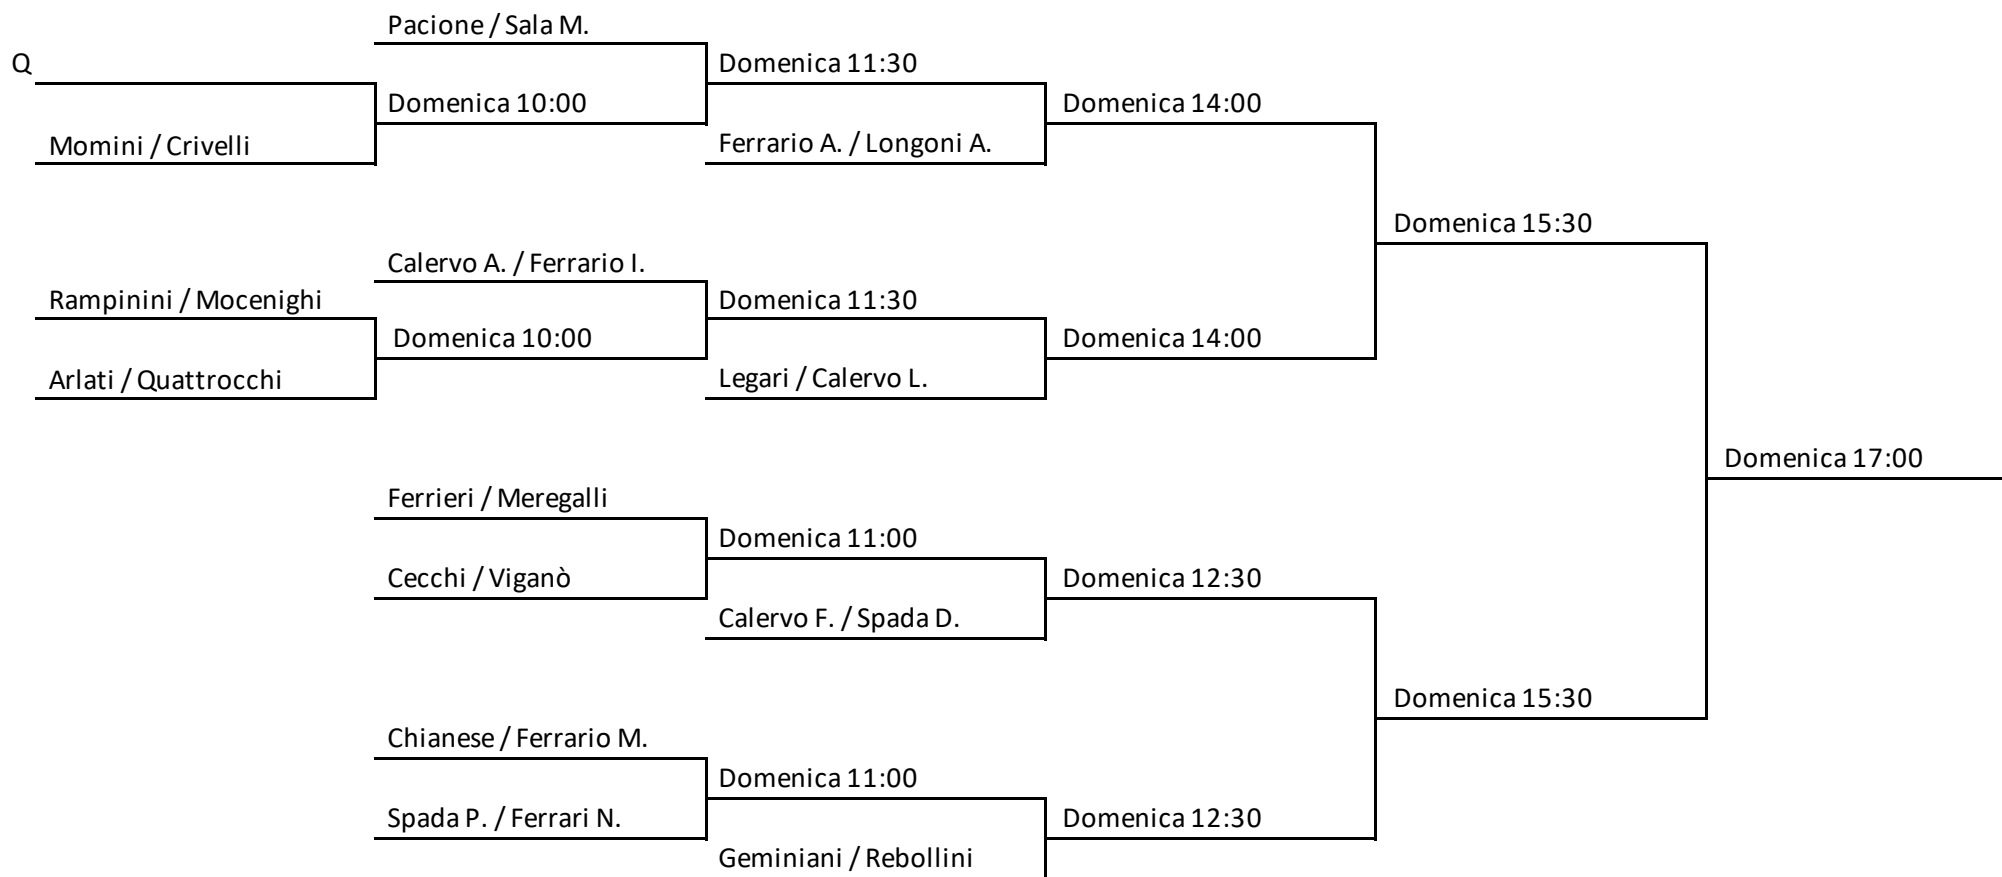 Pacione / Sala M.
Q
Domenica 11:30
Domenica 10:00
Domenica 14:00
Momini / Crivelli
Ferrario A. / Longoni A.
Domenica 15:30
Calervo A. / Ferrario I.
Rampinini / Mocenighi
Domenica 11:30
Domenica 10:00
Domenica 14:00
Arlati / Quattrocchi
Legari / Calervo L.
Domenica 17:00
Ferrieri / Meregalli
Domenica 11:00
Cecchi / Viganò
Domenica 12:30
Calervo F. / Spada D.
Domenica 15:30
Chianese / Ferrario M.
Domenica 11:00
Spada P. / Ferrari N.
Domenica 12:30
Geminiani / Rebollini